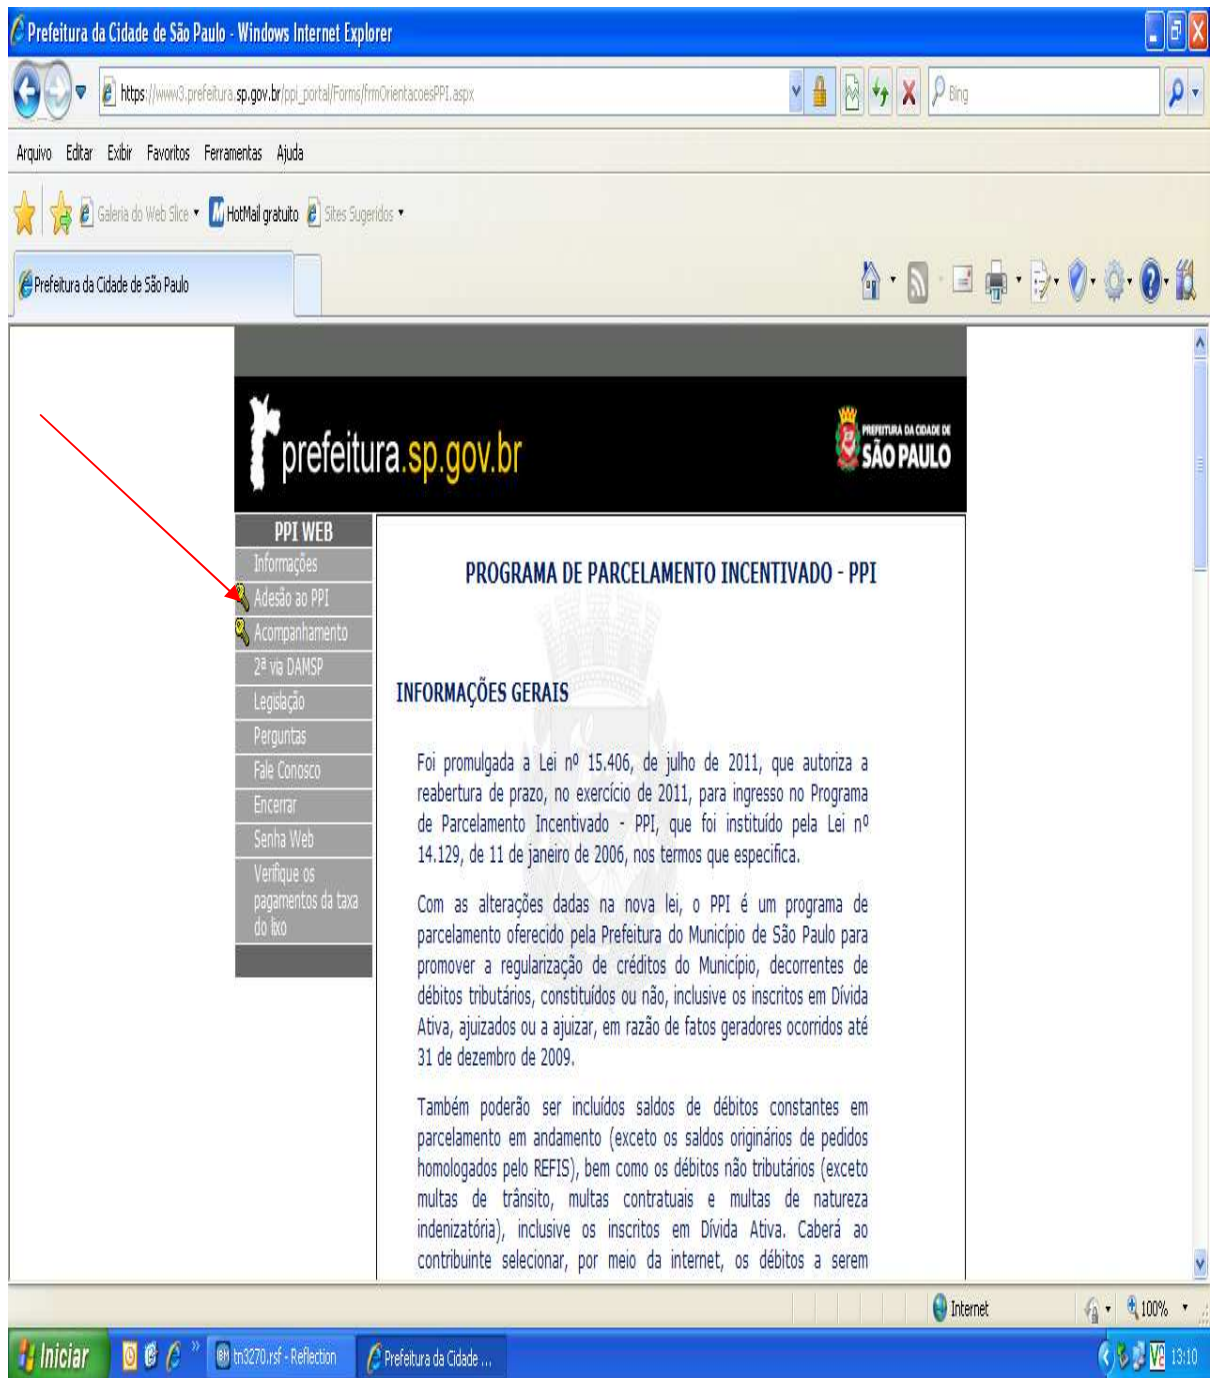 Prefeitura da Cidade de São Paulo - Windows Internet Explorer
https://www3.prefeitura.sp.gov.br/ppi_portal/Forms/frmOrientacoesPPI.aspx
Bing
Arquivo Editar Exibir Favoritos Ferramentas Ajuda
Galeria do Web Slice HotMail gratuito Sites Sugeridos
Prefeitura da Cidade de São Paulo
prefeitura.sp.gov.br
PREFEITURA DA CIDADE DE
SÃO PAULO
PPI WEB
Informações
Adesão ao PPI
Acompanhamento
2ª via DAMSP
Legislação
Perguntas
Fale Conosco
Encerrar
Senha Web
Verifique os
pagamentos da taxa
do lixo
PROGRAMA DE PARCELAMENTO INCENTIVADO - PPI
INFORMAÇÕES GERAIS
Foi promulgada a Lei nº 15.406, de julho de 2011, que autoriza a
reabertura de prazo, no exercício de 2011, para ingresso no Programa
de Parcelamento Incentivado - PPI, que foi instituído pela Lei nº
14.129, de 11 de janeiro de 2006, nos termos que especifica.
Com as alterações dadas na nova lei, o PPI é um programa de
parcelamento oferecido pela Prefeitura do Município de São Paulo para
promover a regularização de créditos do Município, decorrentes de
débitos tributários, constituídos ou não, inclusive os inscritos em Dívida
Ativa, ajuizados ou a ajuizar, em razão de fatos geradores ocorridos até
31 de dezembro de 2009.
Também poderão ser incluídos saldos de débitos constantes em
parcelamento em andamento (exceto os saldos originários de pedidos
homologados pelo REFIS), bem como os débitos não tributários (exceto
multas de trânsito, multas contratuais e multas de natureza
indenizatória), inclusive os inscritos em Dívida Ativa. Caberá ao
contribuinte selecionar, por meio da internet, os débitos a serem
Internet
100%
Iniciar
tn3270.rsf - Reflection
Prefeitura da Cidade ...
13:10